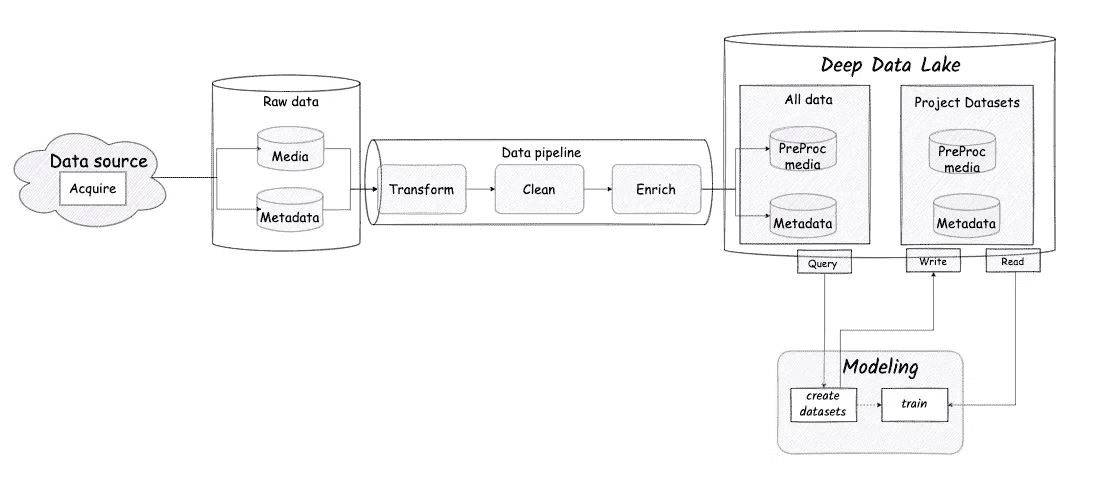 Deep Data Lake
Raw data
All data
Project Datasets
Data source
Acquire
Media
Metadata
Data pipeline
Transform
Clean
Enrich
PreProc
media
Metadata
PreProc
media
Metadata
Query
Write
Read
Modeling
create
datasets
train